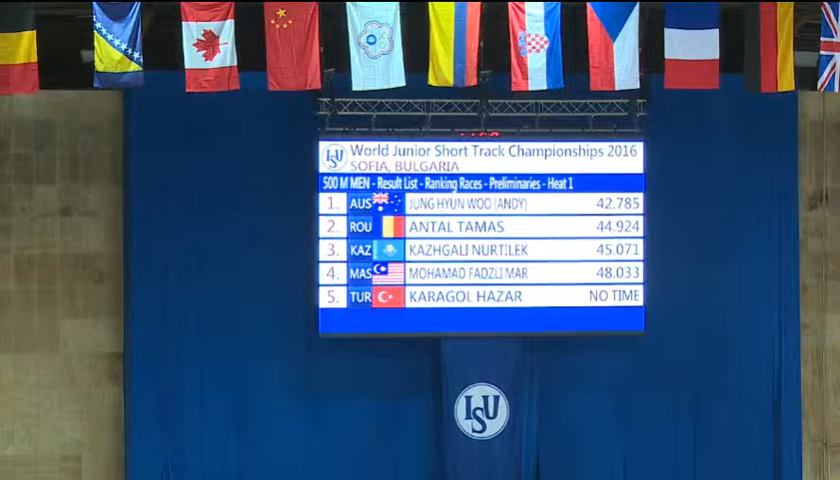 ISU World Junior Short Track Championships 2016
SOFIA, BULGARIA
500 M MEN - Result List - Ranking Races - Preliminaries - Heat 1
1. AUS JUNG HYUN WOO (ANDY) 42.785
2. ROU ANTAL TAMAS 44.924
3. KAZ KAZHGALI NURTILEK 45.071
4. MAS MOHAMAD FADZLI MAR 48.033
5. TUR KARAGOL HAZAR NO TIME
ISU